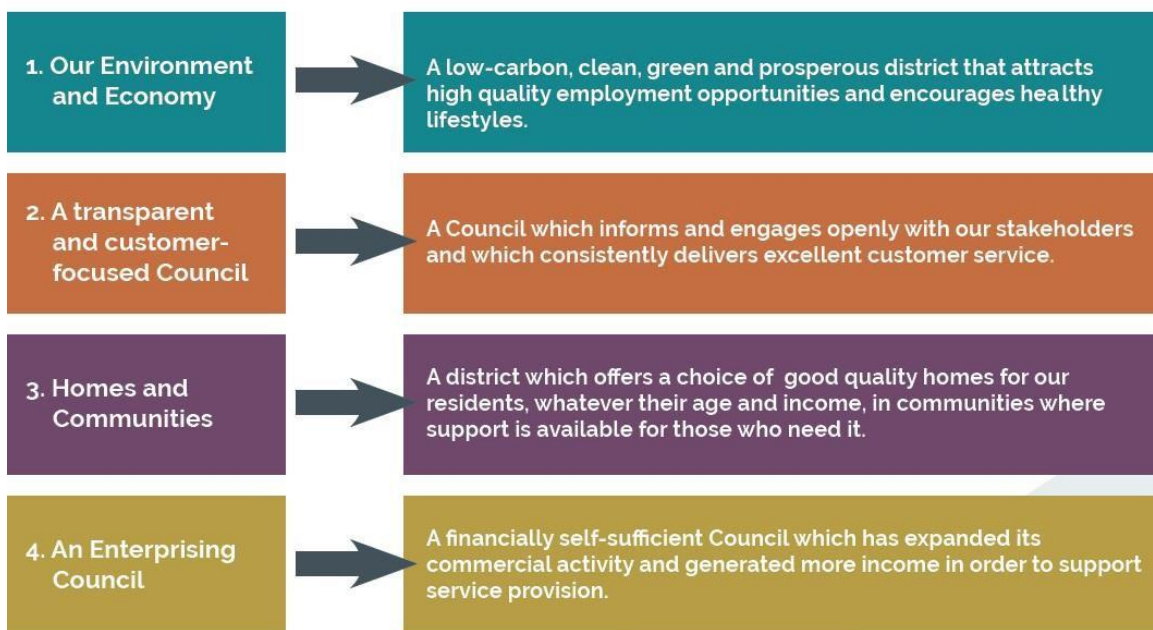 1. Our Environment
and Economy
A low-carbon, clean, green and prosperous district that attracts
high quality employment opportunities and encourages healthy
lifestyles.
2. A transparent
and customer-
focused Council
A Council which informs and engages openly with our stakeholders
and which consistently delivers excellent customer service.
3. Homes and
Communities
A district which offers a choice of  good quality homes for our
residents, whatever their age and income, in communities where
support is available for those who need it.
4. An Enterprising
Council
A financially self-sufficient Council which has expanded its
commercial activity and generated more income in order to support
service provision.